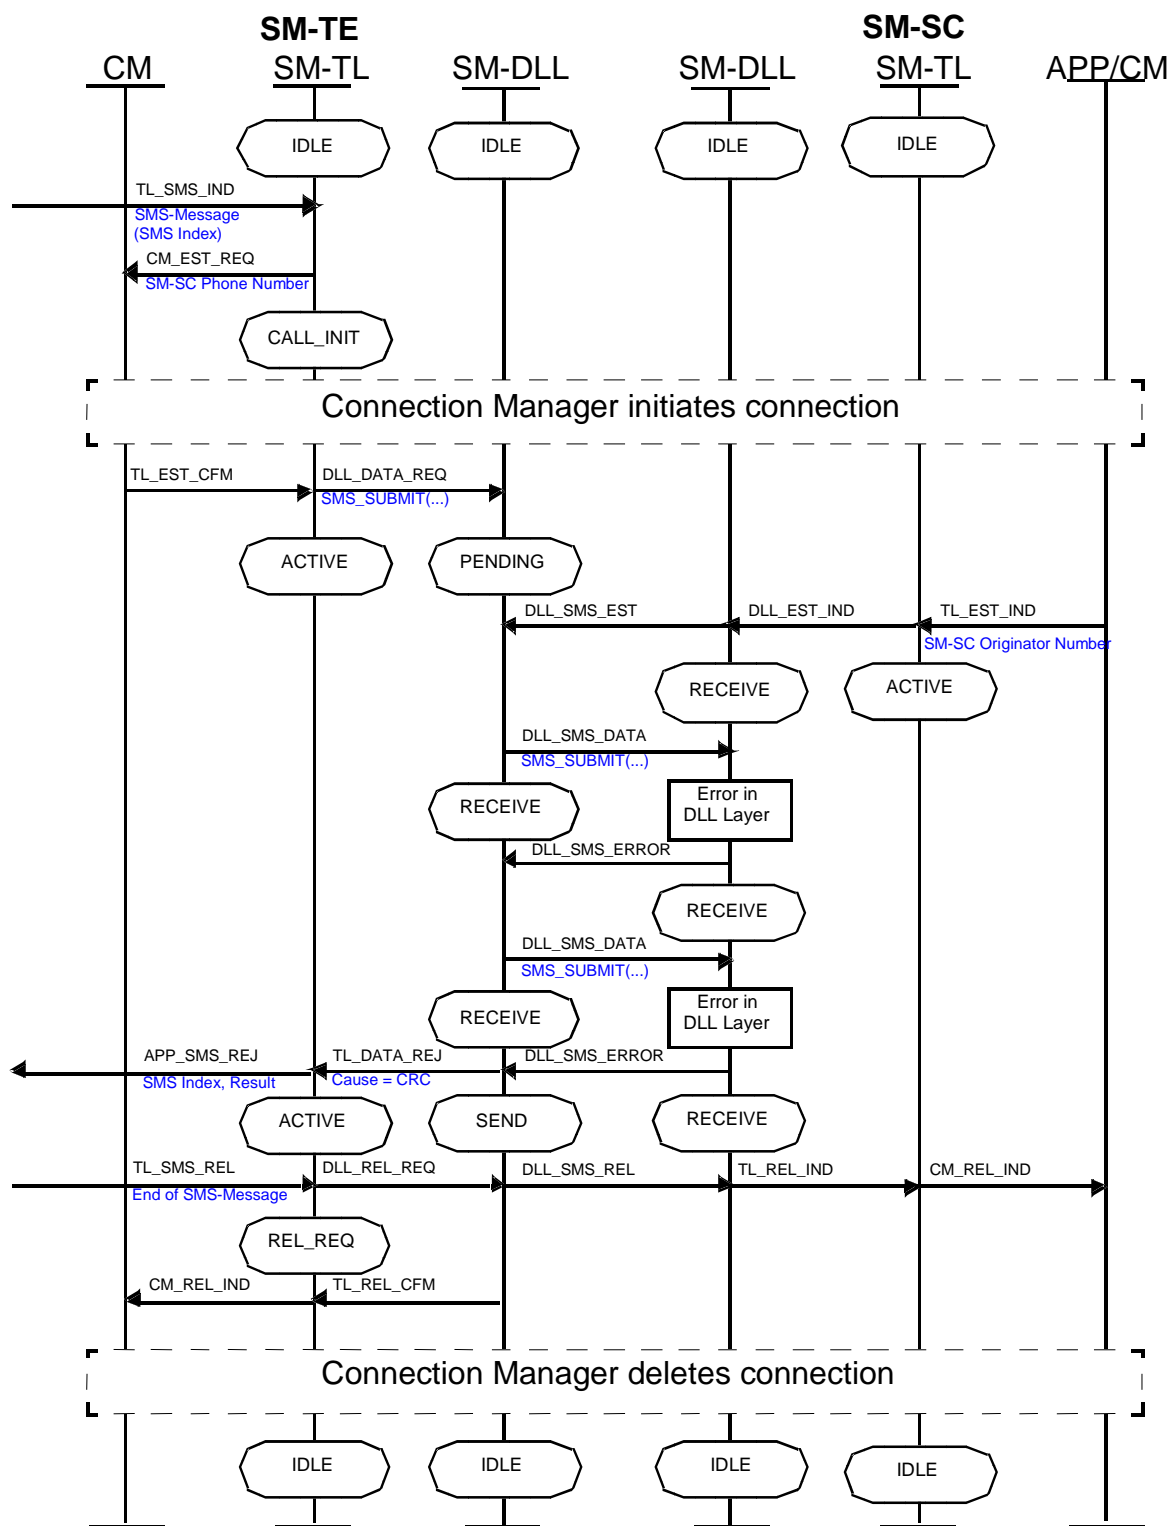 SM-TE
SM-SC
CM
SM-TL
SM-DLL
SM-DLL
SM-TL
APP/CM
IDLE
IDLE
IDLE
IDLE
TL_SMS_IND
SMS-Message
(SMS Index)
CM_EST_REQ
SM-SC Phone Number
CALL_INIT
Connection Manager initiates connection
TL_EST_CFM
DLL_DATA_REQ
SMS_SUBMIT(...)
ACTIVE
PENDING
DLL_SMS_EST
DLL_EST_IND
TL_EST_IND
SM-SC Originator Number
RECEIVE
ACTIVE
DLL_SMS_DATA
SMS_SUBMIT(...)
RECEIVE
Error in
DLL Layer
DLL_SMS_ERROR
RECEIVE
DLL_SMS_DATA
SMS_SUBMIT(...)
RECEIVE
Error in
DLL Layer
APP_SMS_REJ
SMS Index, Result
TL_DATA_REJ
Cause = CRC
DLL_SMS_ERROR
ACTIVE
SEND
RECEIVE
TL_SMS_REL
End of SMS-Message
DLL_REL_REQ
DLL_SMS_REL
TL_REL_IND
CM_REL_IND
REL_REQ
CM_REL_IND
TL_REL_CFM
Connection Manager deletes connection
IDLE
IDLE
IDLE
IDLE